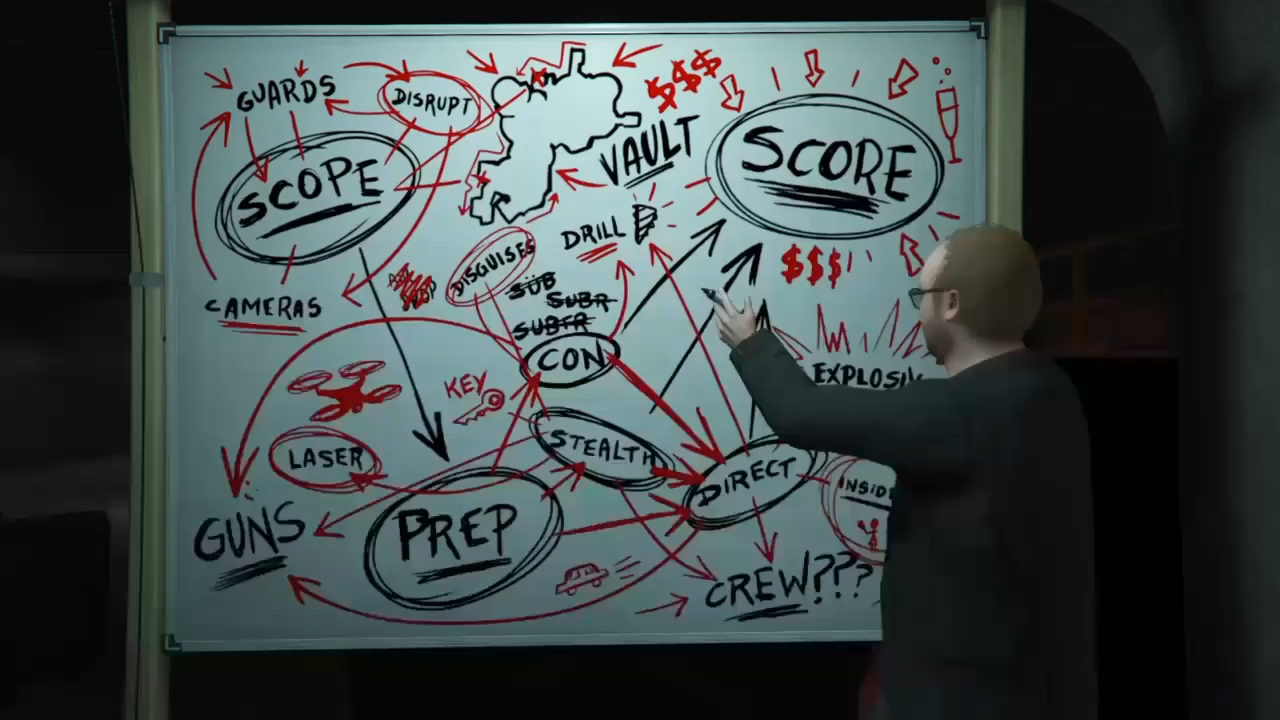 GUARDS
DISRUPT
$$$
SCOPE
VAULT
SCORE
DRILL
DISGUISES
$$$
CAMERAS
SUB
SUBR
SUBTR
CON
EXPLOSIV
KEY
LASER
STEALTH
DIRECT
INSIDE
GUNS
PREP
CREW???